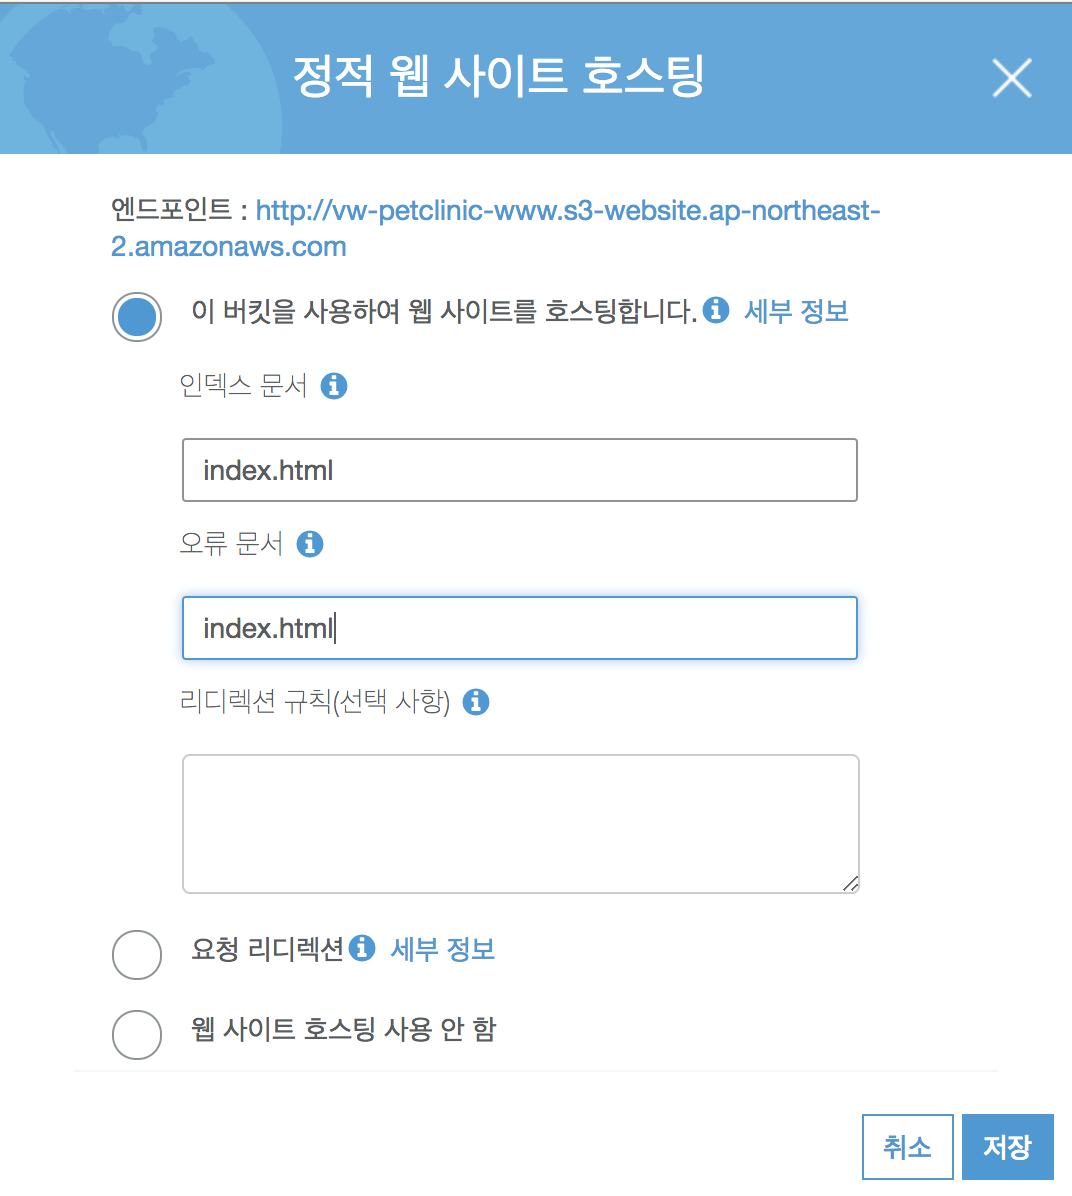 정적 웹 사이트 호스팅
엔드포인트 : http://vw-petclinic-www.s3-website.ap-northeast-
2.amazonaws.com
이 버킷을 사용하여 웹 사이트를 호스팅합니다. 세부 정보
인덱스 문서
index.html
오류 문서
index.html
리디렉션 규칙(선택 사항)
요청 리디렉션 세부 정보
웹 사이트 호스팅 사용 안 함
취소 저장